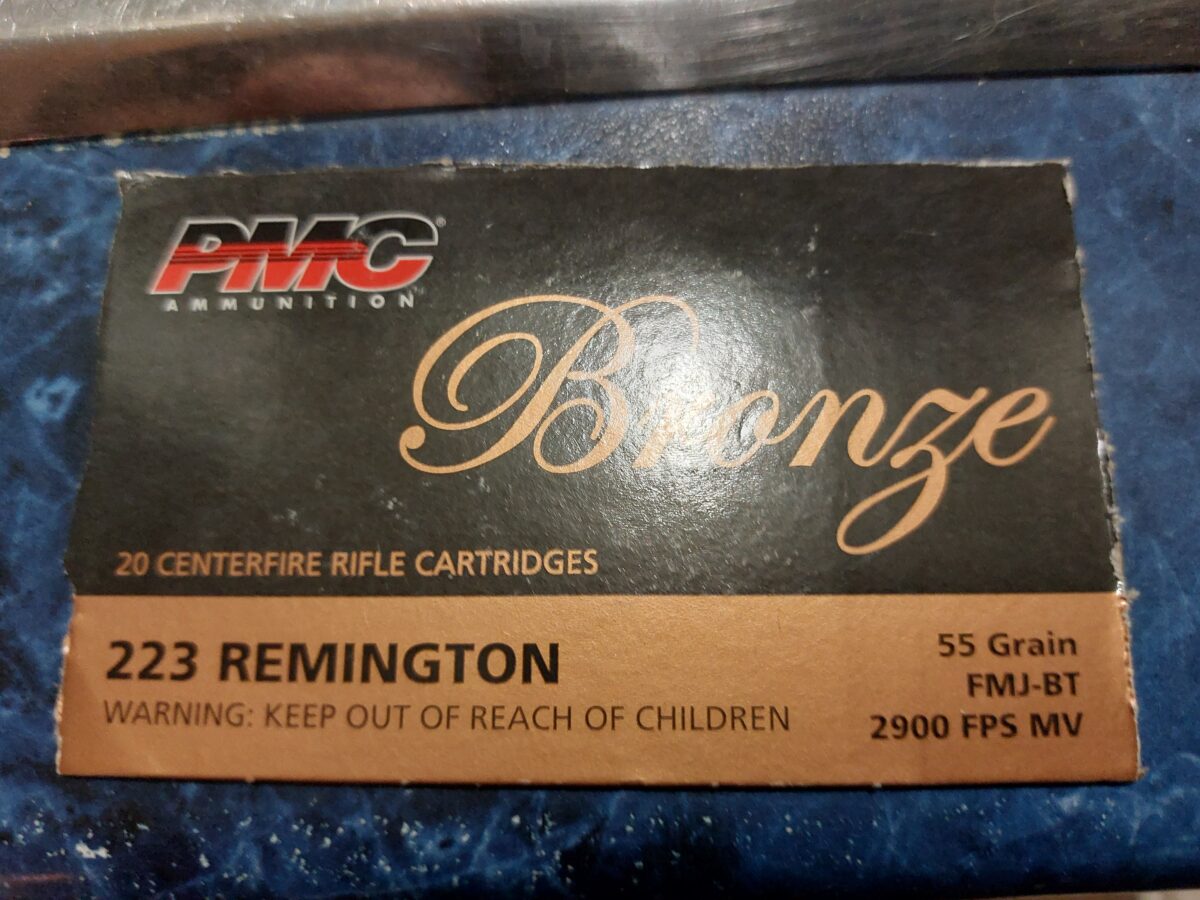 PMC®
AMMUNITION™
Bronze
20 CENTERFIRE RIFLE CARTRIDGES
223 REMINGTON
WARNING: KEEP OUT OF REACH OF CHILDREN
55 Grain
FMJ-BT
2900 FPS MV